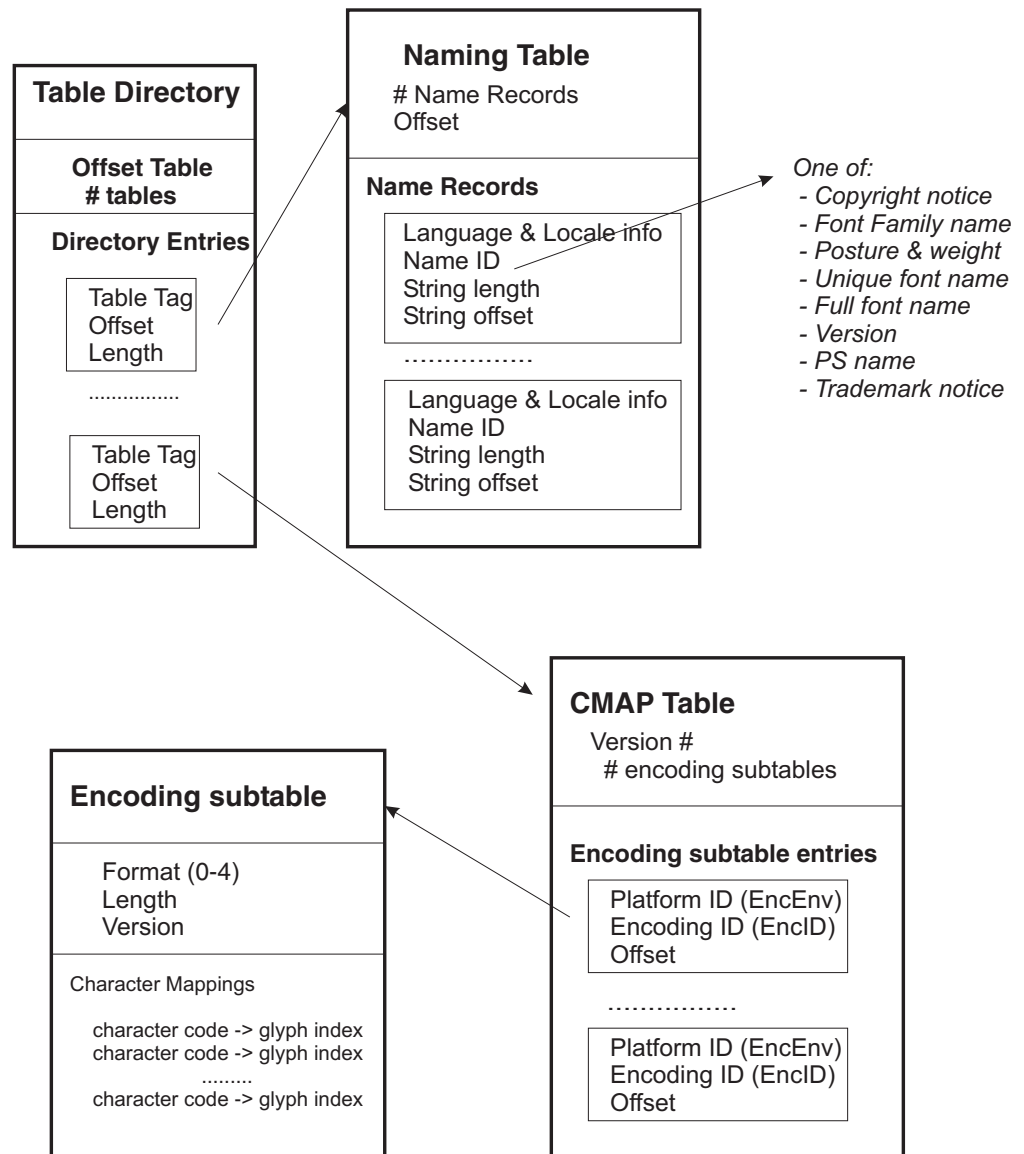 Table Directory
Offset Table
# tables
Directory Entries
Table Tag
Offset
Length
................
Table Tag
Offset
Length
Naming Table
# Name Records
Offset
Name Records
Language & Locale info
Name ID
String length
String offset
................
Language & Locale info
Name ID
String length
String offset
One of:
- Copyright notice
- Font Family name
- Posture & weight
- Unique font name
- Full font name
- Version
- PS name
- Trademark notice
CMAP Table
Version #
# encoding subtables
Encoding subtable entries
Platform ID (EncEnv)
Encoding ID (EncID)
Offset
................
Platform ID (EncEnv)
Encoding ID (EncID)
Offset
Encoding subtable
Format (0-4)
Length
Version
Character Mappings
character code -> glyph index
character code -> glyph index
.........
character code -> glyph index